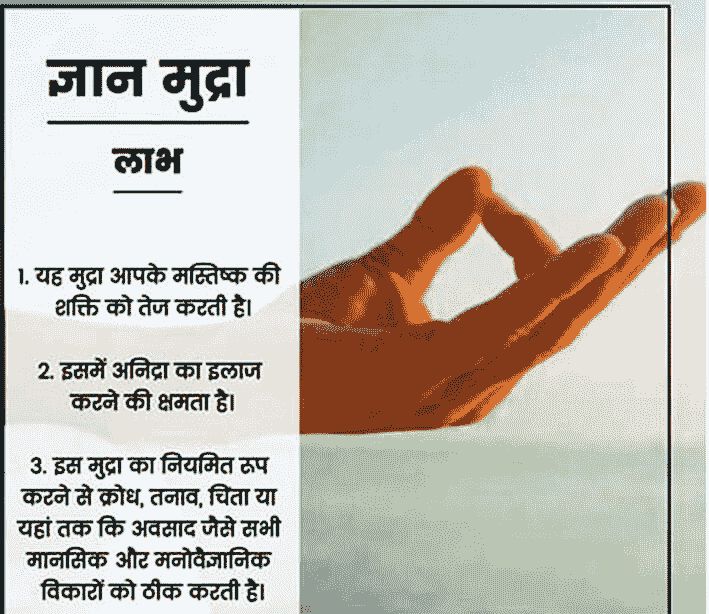 ज्ञान मुद्रा
लाभ
1. यह मुद्रा आपके मस्तिष्क की
शक्ति को तेज करती है।
2. इसमें अनिद्रा का इलाज
करने की क्षमता है।
3. इस मुद्रा का नियमित रूप
करने से क्रोध, तनाव, चिंता या
यहां तक कि अवसाद जैसे सभी
मानसिक और मनोवैज्ञानिक
विकारों को ठीक करती है।